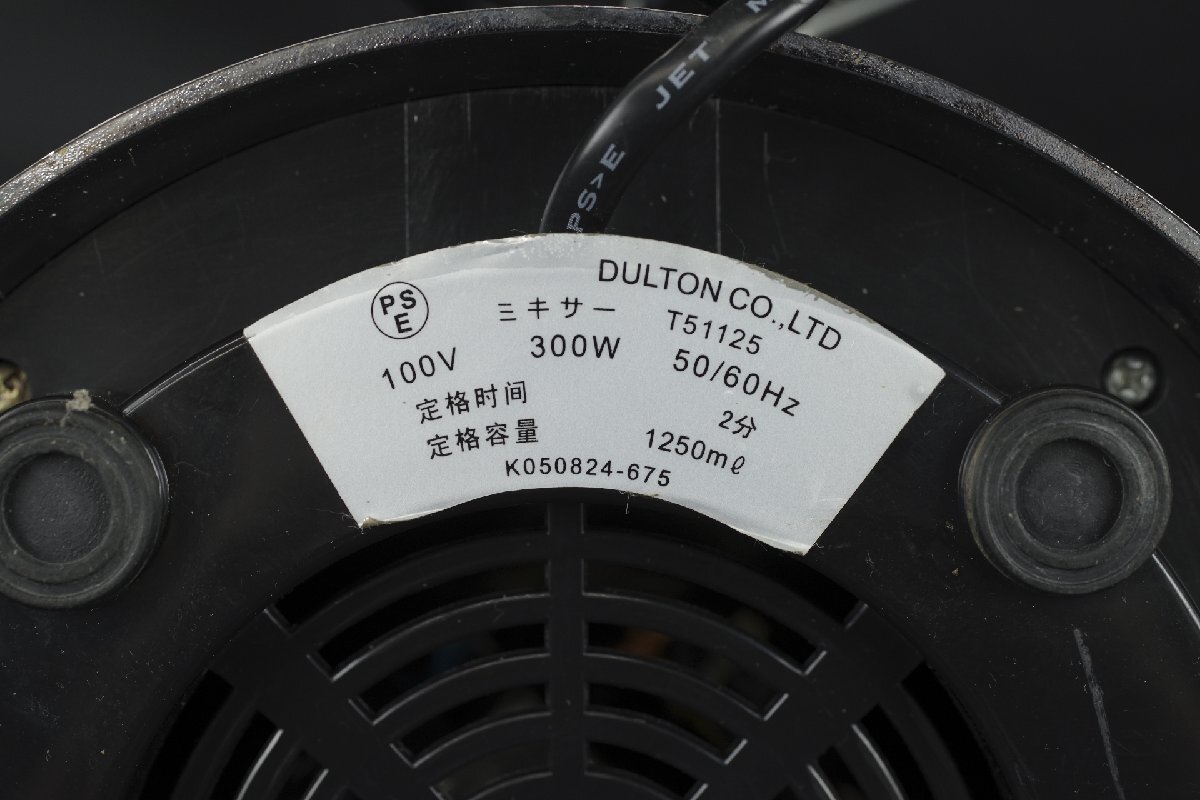 PS>E JET
DULTON CO.,LTD
PSE ミキサー T51125
100V 300W 50/60Hz
定格时间 2分
定格容量 1250mℓ
K050824-675